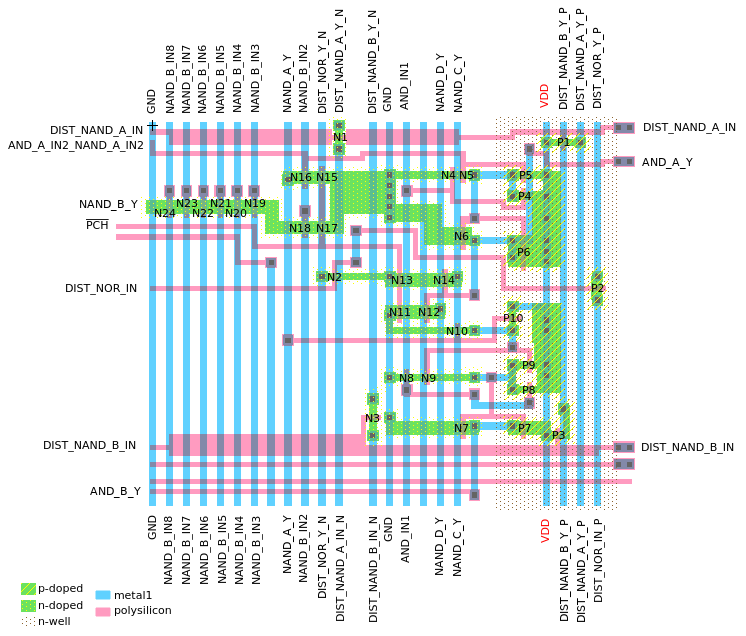 GND
NAND_B_IN8
NAND_B_IN7
NAND_B_IN6
NAND_B_IN5
NAND_B_IN4
NAND_B_IN3
NAND_A_Y
NAND_B_IN2
DIST_NOR_Y_N
DIST_NAND_A_Y_N
DIST_NAND_B_Y_N
GND
AND_IN1
NAND_D_Y
NAND_C_Y
VDD
DIST_NAND_B_Y_P
DIST_NAND_A_Y_P
DIST_NOR_Y_P
DIST_NAND_A_IN
DIST_NAND_A_IN
N1
P1
AND_A_IN2_NAND_A_IN2
AND_A_Y
N16
N15
N4
N5
P5
P4
NAND_B_Y
N24
N23
N22
N21
N20
N19
PCH
N18
N17
N6
P6
DIST_NOR_IN
N2
N13
N14
P2
N11
N12
P10
N10
P9
N8
N9
P8
N3
N7
P7
P3
DIST_NAND_B_IN
DIST_NAND_B_IN
AND_B_Y
GND
NAND_B_IN8
NAND_B_IN7
NAND_B_IN6
NAND_B_IN5
NAND_B_IN4
NAND_B_IN3
NAND_A_Y
NAND_B_IN2
DIST_NOR_Y_N
DIST_NAND_A_IN_N
DIST_NAND_B_IN_N
GND
AND_IN1
NAND_D_Y
NAND_C_Y
VDD
DIST_NAND_B_Y_P
DIST_NAND_A_Y_P
DIST_NOR_IN_P
p-doped
n-doped
n-well
metal1
polysilicon